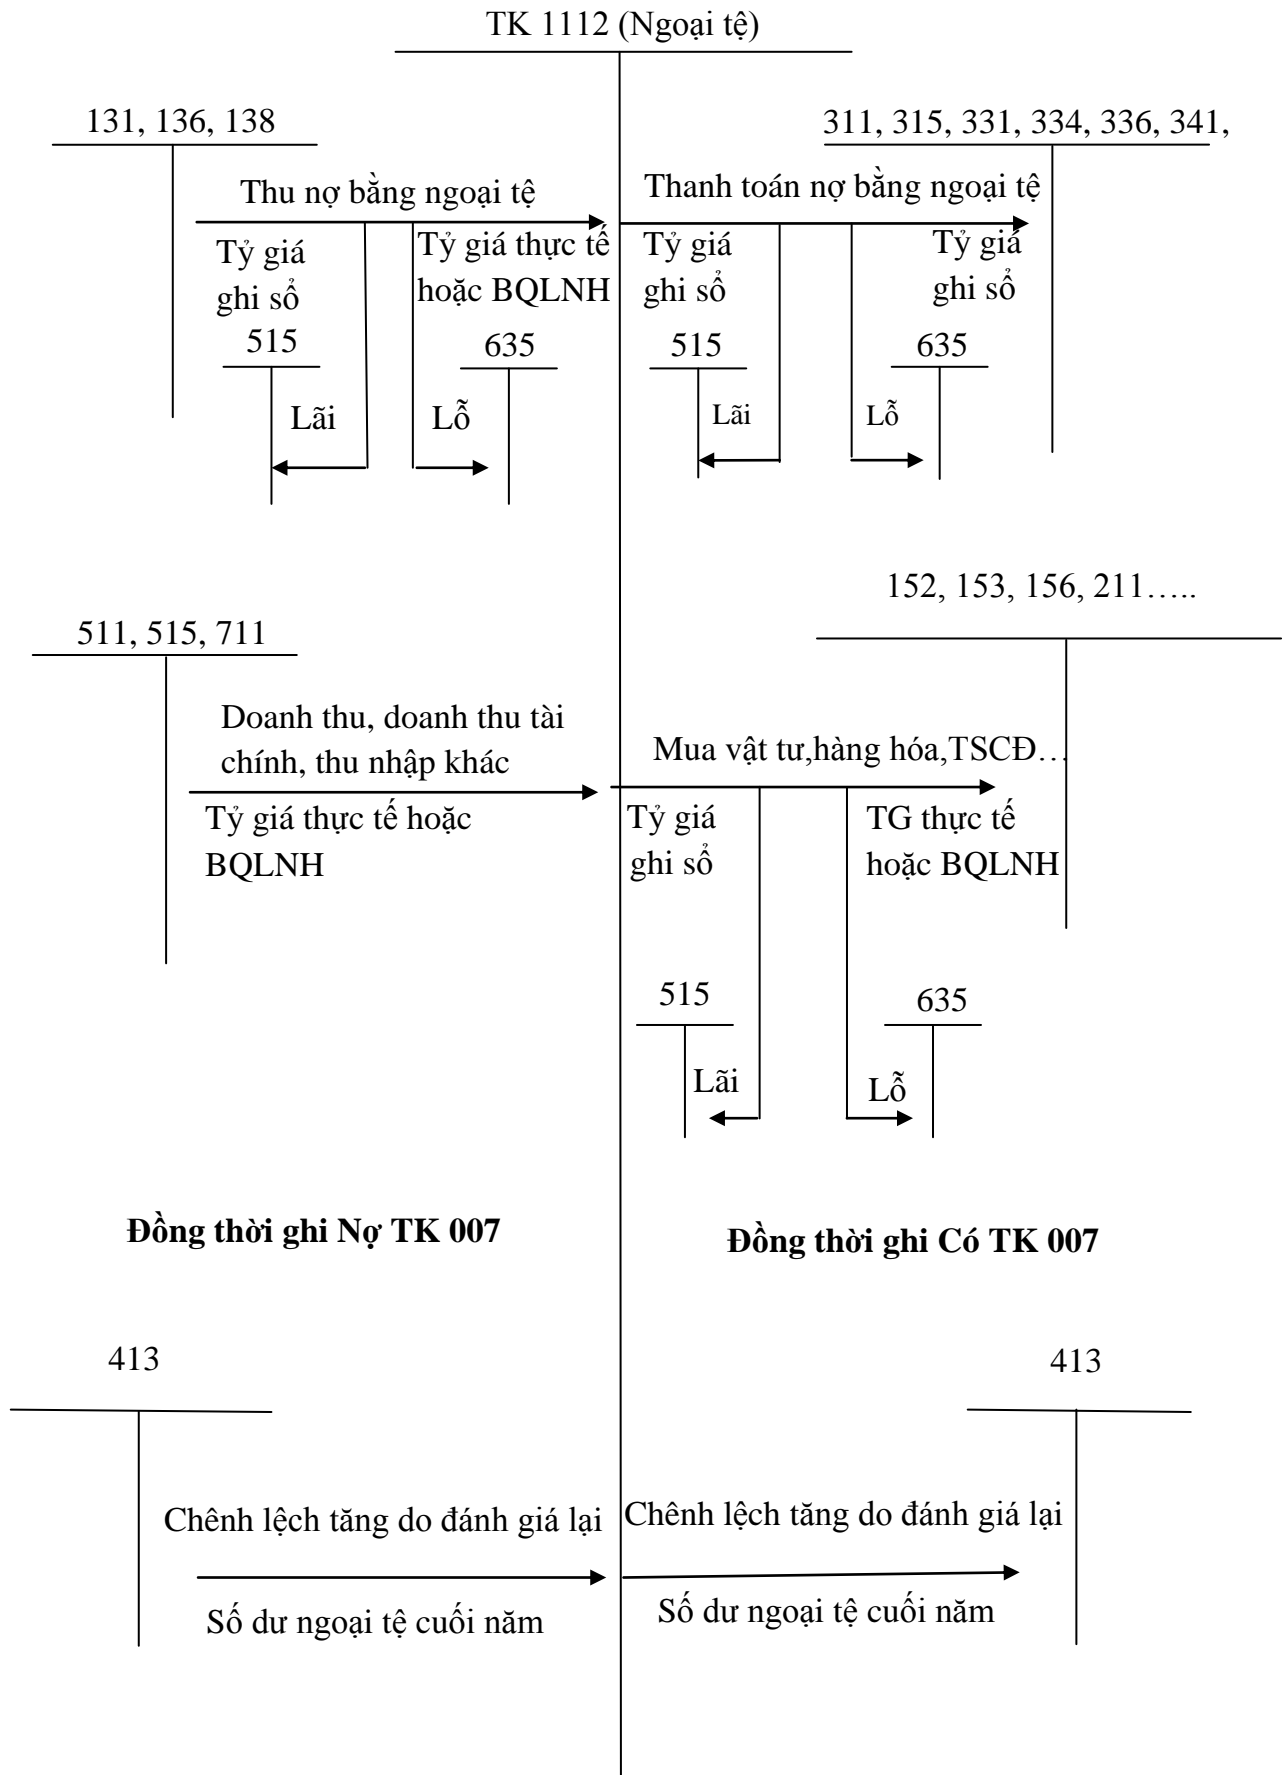 TK 1112 (Ngoại tệ)
131, 136, 138
311, 315, 331, 334, 336, 341,
Thu nợ bằng ngoại tệ
Thanh toán nợ bằng ngoại tệ
Tỷ giá
ghi sổ
Tỷ giá thực tế
hoặc BQLNH
Tỷ giá
ghi sổ
Tỷ giá
ghi sổ
515
635
515
635
Lãi
Lỗ
Lãi
Lỗ
152, 153, 156, 211…..
511, 515, 711
Doanh thu, doanh thu tài
chính, thu nhập khác
Mua vật tư,hàng hóa,TSCĐ…
Tỷ giá thực tế hoặc
BQLNH
Tỷ giá
ghi sổ
TG thực tế
hoặc BQLNH
515
635
Lãi
Lỗ
Đồng thời ghi Nợ TK 007
Đồng thời ghi Có TK 007
413
413
Chênh lệch tăng do đánh giá lại
Chênh lệch tăng do đánh giá lại
Số dư ngoại tệ cuối năm
Số dư ngoại tệ cuối năm